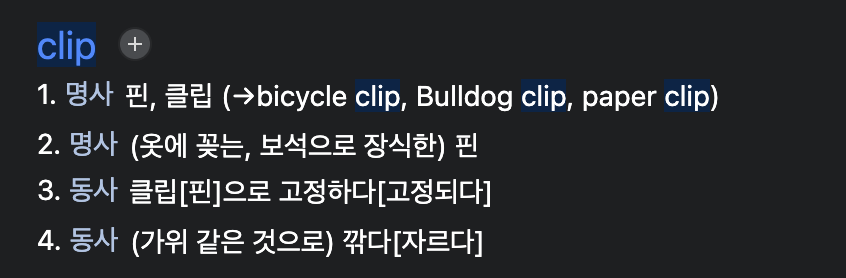 clip
1. 명사 핀, 클립 (→bicycle clip, Bulldog clip, paper clip)
2. 명사 (옷에 꽂는, 보석으로 장식한) 핀
3. 동사 클립[핀]으로 고정하다[고정되다]
4. 동사 (가위 같은 것으로) 깎다[자르다]